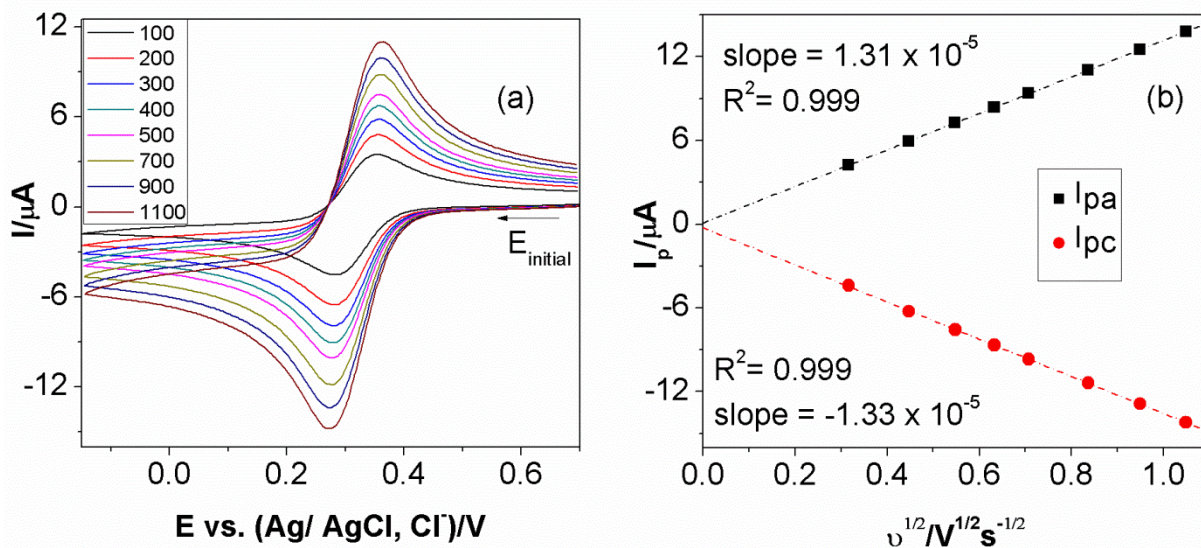 12
6
0
-6
-12
I/μA
100
200
300
400
500
700
900
1100
(a)
E_initial
0.0
0.2
0.4
0.6
E vs. (Ag/ AgCl, Cl⁻)/V
12
6
0
-6
-12
I_p/μA
slope = 1.31 x 10⁻⁵
R²= 0.999
(b)
I_pa
I_pc
R²= 0.999
slope = -1.33 x 10⁻⁵
0.0
0.2
0.4
0.6
0.8
1.0
υ^1/2/V^1/2s^-1/2